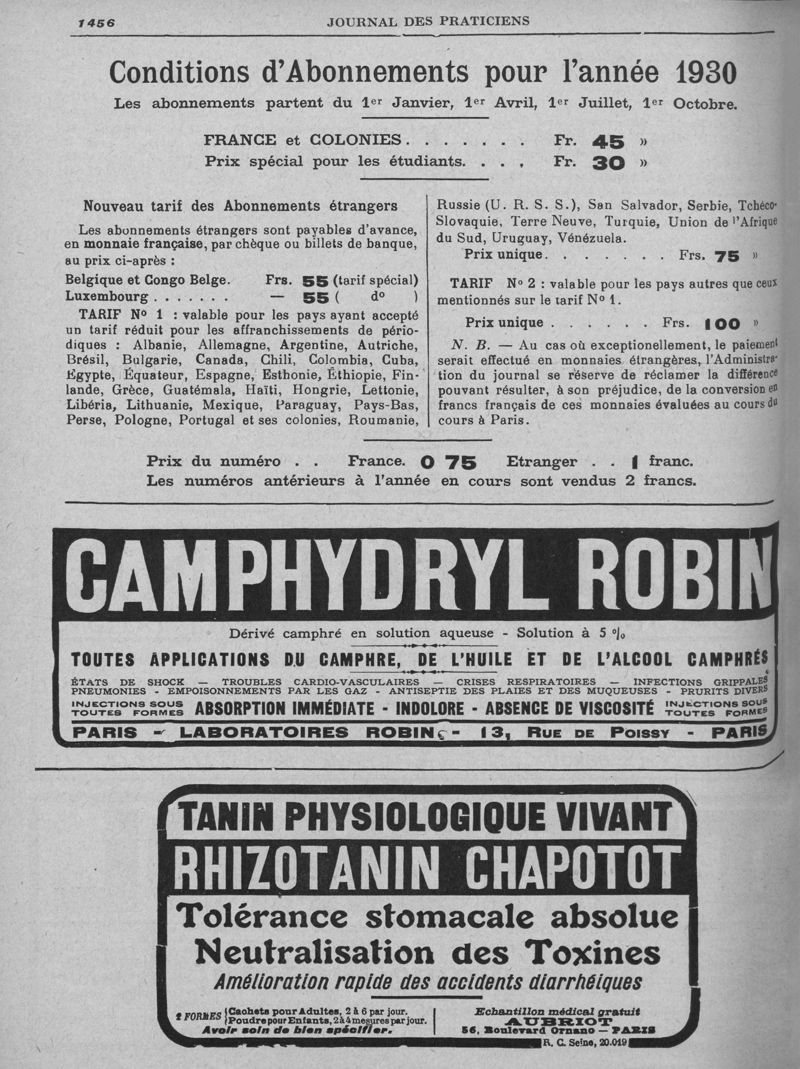 1456
JOURNAL DES PRATICIENS
Conditions d'Abonnements pour l'année 1930
Les abonnements partent du 1er Janvier, 1er Avril, 1er Juillet, 1er Octobre.
FRANCE et COLONIES. . . . . . . Fr. 45 »
Prix spécial pour les étudiants. . . . Fr. 30 »
Nouveau tarif des Abonnements étrangers
Les abonnements étrangers sont payables d'avance,
en monnaie française, par chèque ou billets de banque,
au prix ci-après :
Belgique et Congo Belge. Frs. 55 (tarif spécial)
Luxembourg . . . . . . . — 55 ( do )
TARIF No 1 : valable pour les pays ayant accepté
un tarif réduit pour les affranchissements de pério-
diques : Albanie, Allemagne, Argentine, Autriche,
Brésil, Bulgarie, Canada, Chili, Colombia, Cuba,
Egypte, Équateur, Espagne, Esthonie, Éthiopie, Fin-
lande, Grèce, Guatémala, Haïti, Hongrie, Lettonie,
Libéria, Lithuanie, Mexique, Paraguay, Pays-Bas,
Perse, Pologne, Portugal et ses colonies, Roumanie,
Russie (U. R. S. S.), San Salvador, Serbie, Tchéco-
Slovaquie, Terre Neuve, Turquie, Union de l'Afrique
du Sud, Uruguay, Vénézuela.
Prix unique. . . . . . . Frs. 75 »
TARIF No 2 : valable pour les pays autres que ceux
mentionnés sur le tarif No 1.
Prix unique . . . . . . Frs. 100 »
N. B. — Au cas où exceptionellement, le paiement
serait effectué en monnaies étrangères, l'Administra-
tion du journal se réserve de réclamer la différence
pouvant résulter, à son préjudice, de la conversion en
francs français de ces monnaies évaluées au cours du
cours à Paris.
Prix du numéro . . France. 0 75 Etranger . . 1 franc.
Les numéros antérieurs à l'année en cours sont vendus 2 francs.
CAMPHYDRYL ROBIN
Dérivé camphré en solution aqueuse - Solution à 5 %
TOUTES APPLICATIONS DU CAMPHRE, DE L'HUILE ET DE L'ALCOOL CAMPHRÉS
ÉTATS DE SHOCK — TROUBLES CARDIO-VASCULAIRES — CRISES RESPIRATOIRES — INFECTIONS GRIPPALES
PNEUMONIES - EMPOISONNEMENTS PAR LES GAZ - ANTISEPTIE DES PLAIES ET DES MUQUEUSES - PRURITS DIVERS
INJECTIONS SOUS TOUTES FORMES ABSORPTION IMMÉDIATE - INDOLORE - ABSENCE DE VISCOSITÉ INJECTIONS SOUS TOUTES FORMES
PARIS - LABORATOIRES ROBIN - 13, RUE DE POISSY - PARIS
TANIN PHYSIOLOGIQUE VIVANT
RHIZOTANIN CHAPOTOT
Tolérance stomacale absolue
Neutralisation des Toxines
Amélioration rapide des accidents diarrhéiques
2 FORMES { Cachets pour Adultes, 2 à 6 par jour.
Poudre pour Enfants, 2 à 4 mesures par jour.
Avoir soin de bien spécifier.
Echantillon médical gratuit
AUBRIOT
56, Boulevard Ornano — PARIS
R. C. Seine, 20.019